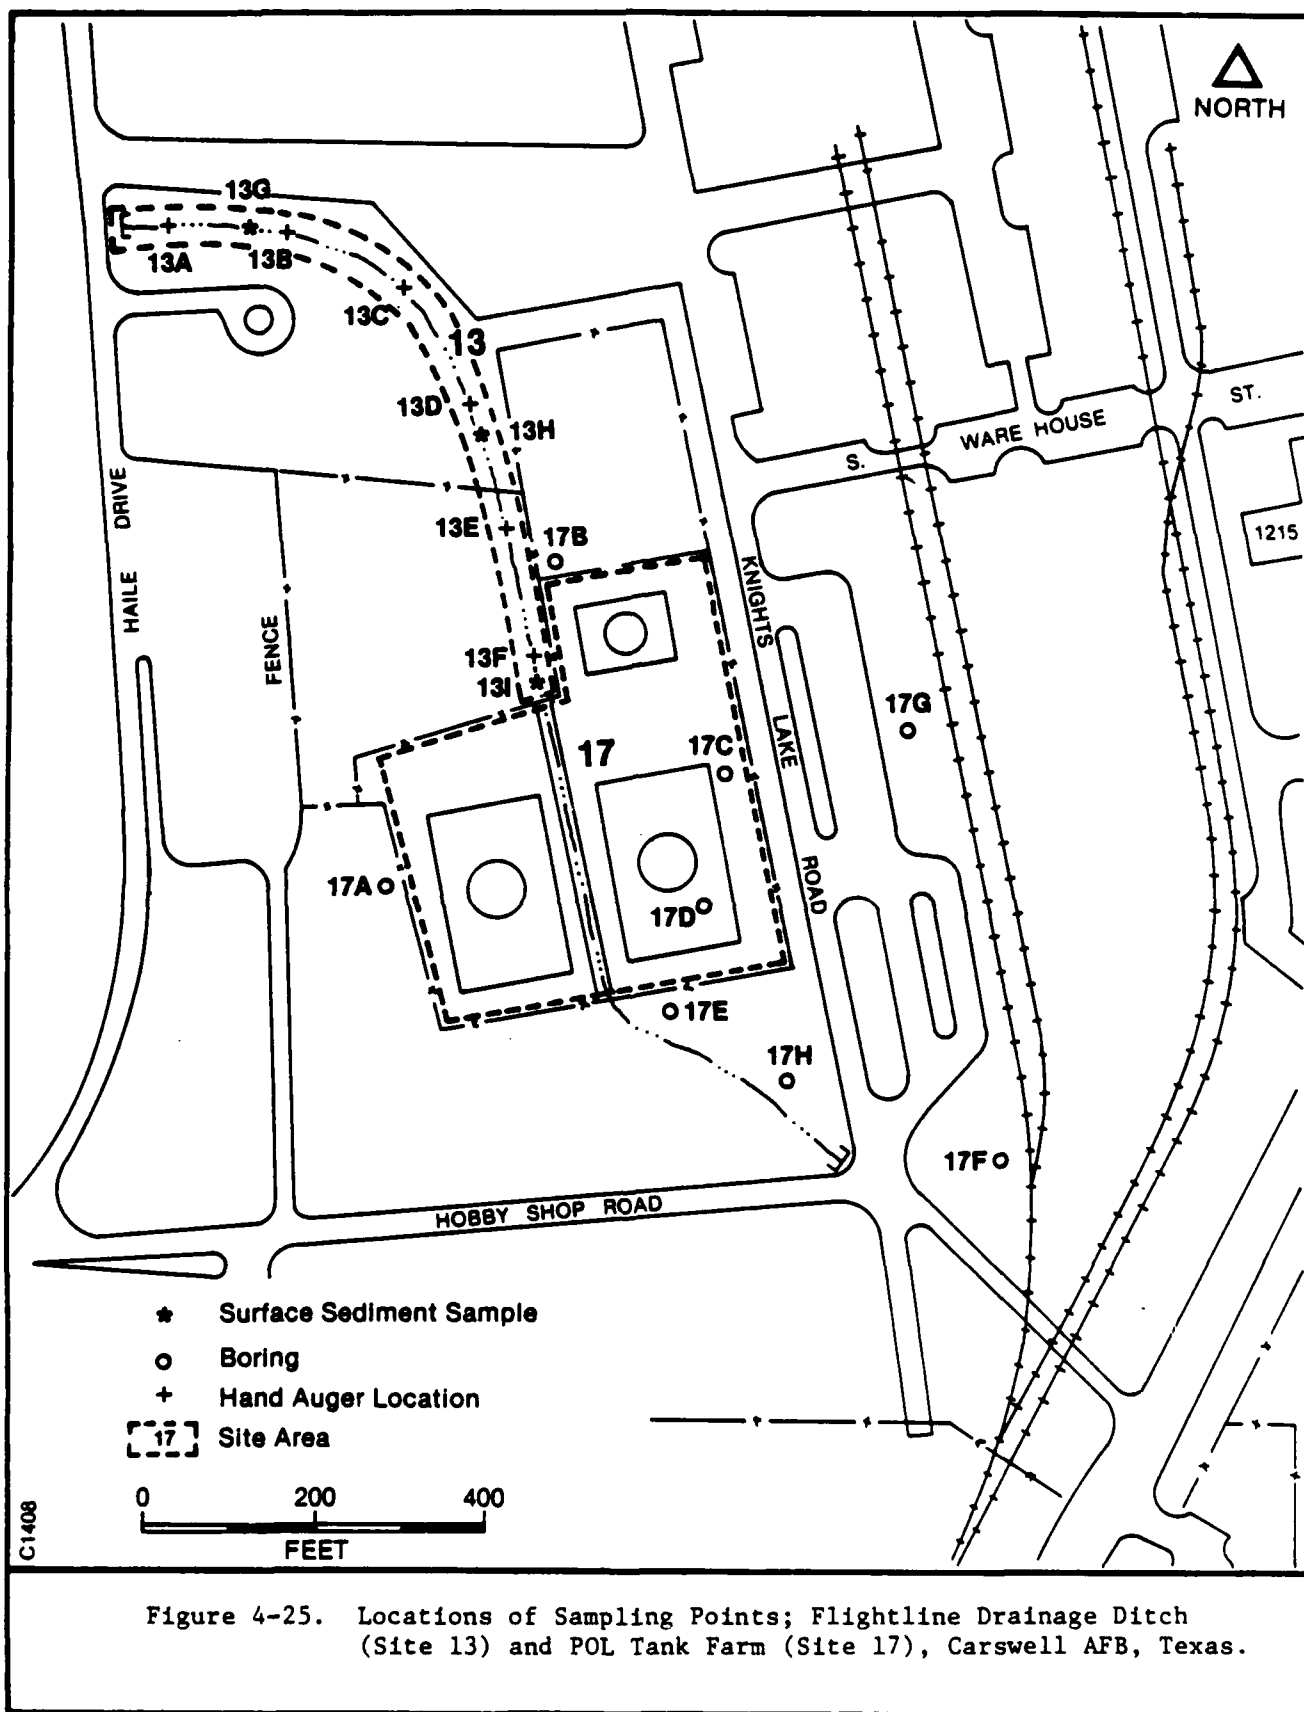 NORTH
13G
13A
13B
13C
13
13D
13H
S.
WARE HOUSE
ST.
HAILE DRIVE
FENCE
13E
17B
1215
KNIGHTS LAKE ROAD
13F
13I
17G
17
17C
17A
17D
17E
17H
17F
HOBBY SHOP ROAD
Surface Sediment Sample
Boring
Hand Auger Location
17 Site Area
0 200 400
FEET
C1408
Figure 4-25. Locations of Sampling Points; Flightline Drainage Ditch
(Site 13) and POL Tank Farm (Site 17), Carswell AFB, Texas.